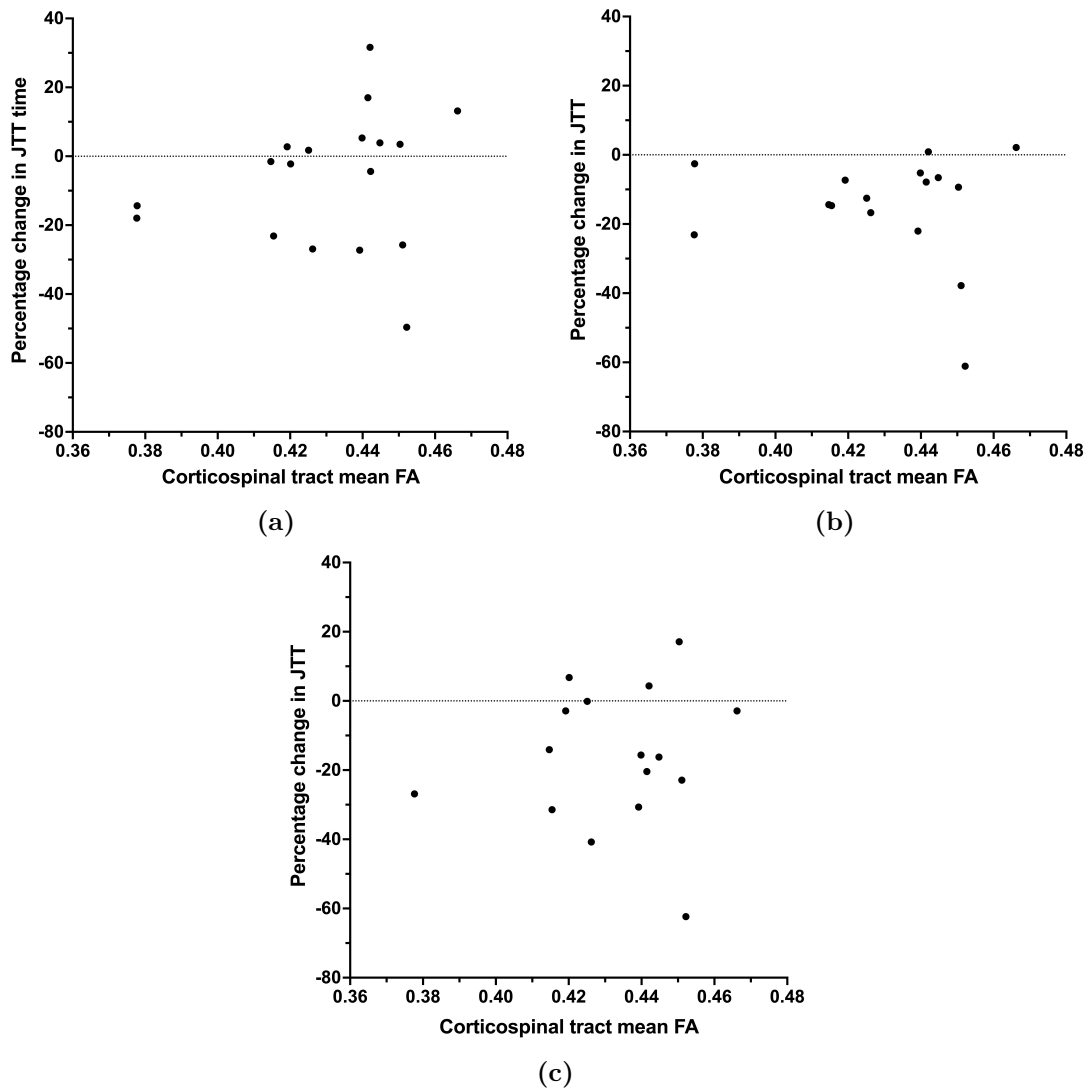 Percentage change in JTT time
40
20
0
-20
-40
-60
-80
0.36 0.38 0.40 0.42 0.44 0.46 0.48
Corticospinal tract mean FA
(a)
Percentage change in JTT
40
20
0
-20
-40
-60
-80
0.36 0.38 0.40 0.42 0.44 0.46 0.48
Corticospinal tract mean FA
(b)
Percentage change in JTT
40
20
0
-20
-40
-60
-80
0.36 0.38 0.40 0.42 0.44 0.46 0.48
Corticospinal tract mean FA
(c)